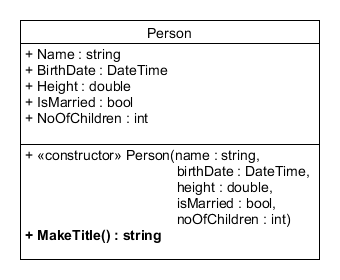 Person
+ Name : string
+ BirthDate : DateTime
+ Height : double
+ IsMarried : bool
+ NoOfChildren : int
+ «constructor» Person(name : string,
birthDate : DateTime,
height : double,
isMarried : bool,
noOfChildren : int)
+ MakeTitle() : string